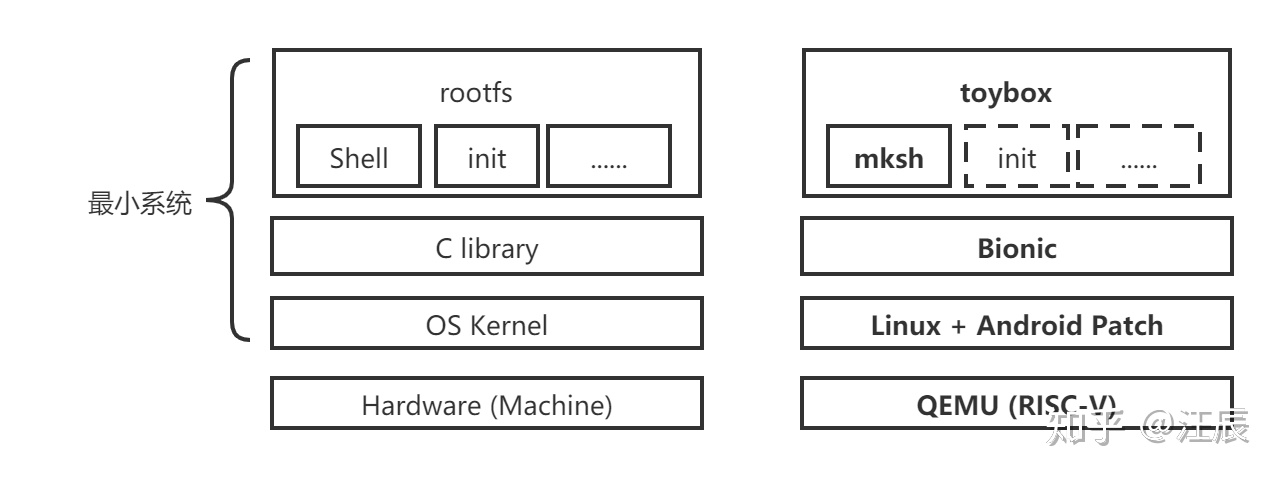 rootfs
Shell
init
......
最小系统
C library
OS Kernel
Hardware (Machine)
toybox
mksh
init
......
Bionic
Linux + Android Patch
QEMU (RISC-V)
知乎 @汪辰